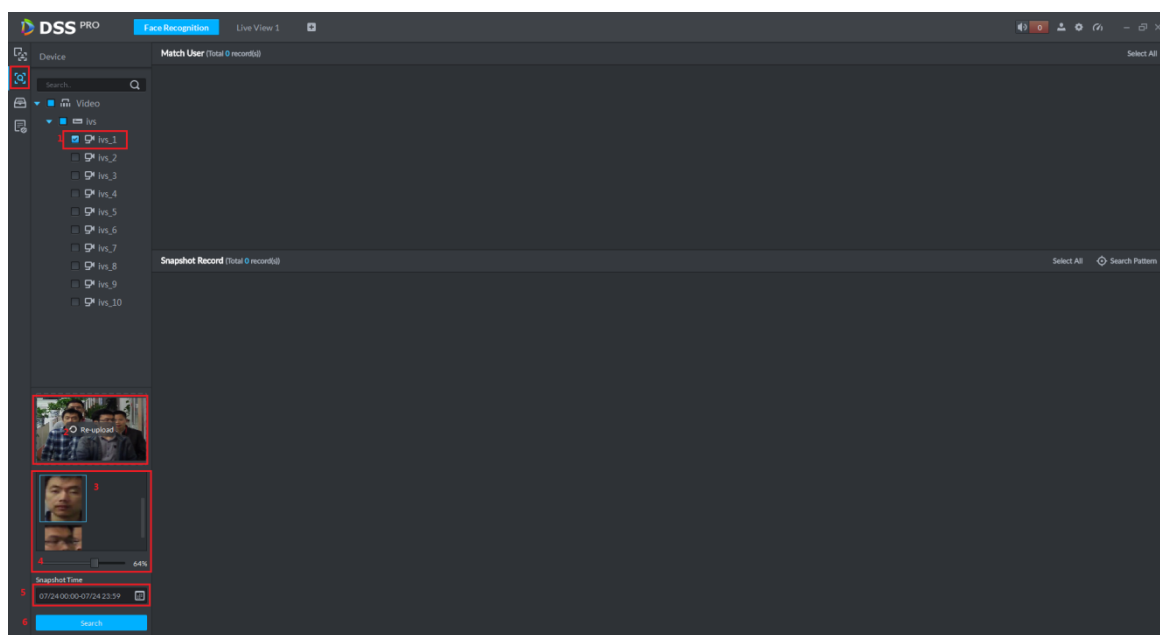 DSS PRO Face Recognition Live View 1 0
Device
Match User (Total 0 record(s)) Select All
Search..
Video
ivs
1 ivs_1
ivs_2
ivs_3
ivs_4
ivs_5
ivs_6
ivs_7
ivs_8
ivs_9
ivs_10
Snapshot Record (Total 0 record(s)) Select All Search Pattern
2 Re-upload
3
4 64%
Snapshot Time
5 07/24 00:00-07/24 23:59
6 Search